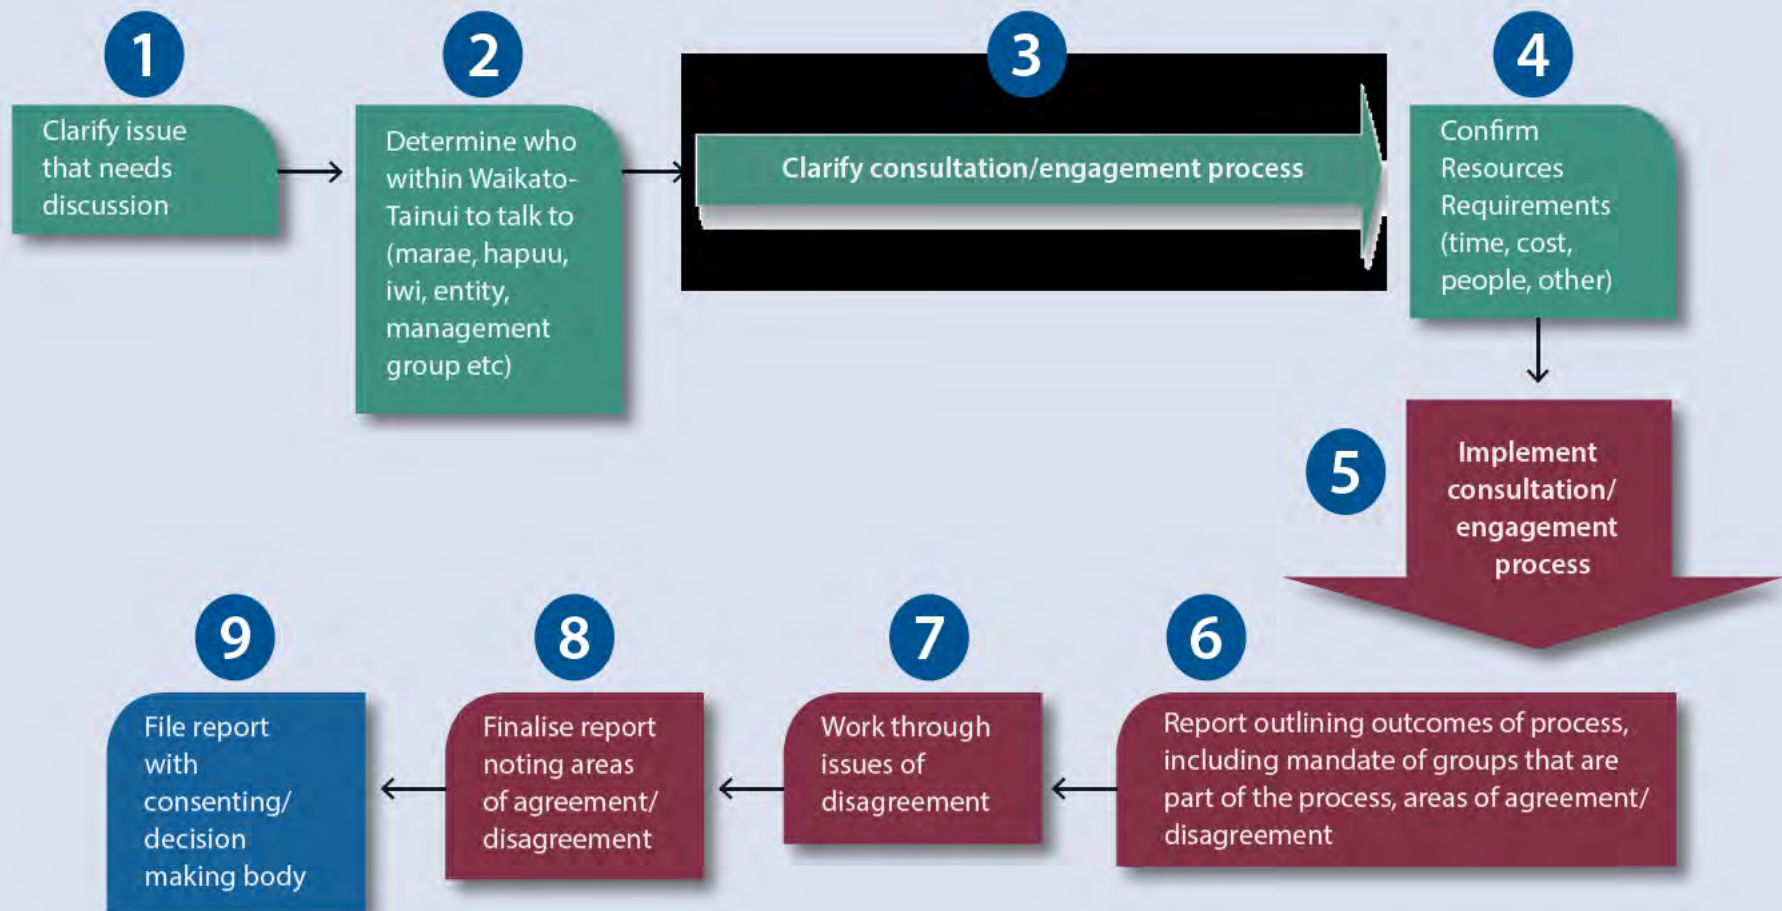 1
Clarify issue
that needs
discussion
2
Determine who
within Waikato-
Tainui to talk to
(marae, hapuu,
iwi, entity,
management
group etc)
3
Clarify consultation/engagement process
4
Confirm
Resources
Requirements
(time, cost,
people, other)
5
Implement
consultation/
engagement
process
6
Report outlining outcomes of process,
including mandate of groups that are
part of the process, areas of agreement/
disagreement
7
Work through
issues of
disagreement
8
Finalise report
noting areas
of agreement/
disagreement
9
File report
with
consenting/
decision
making body